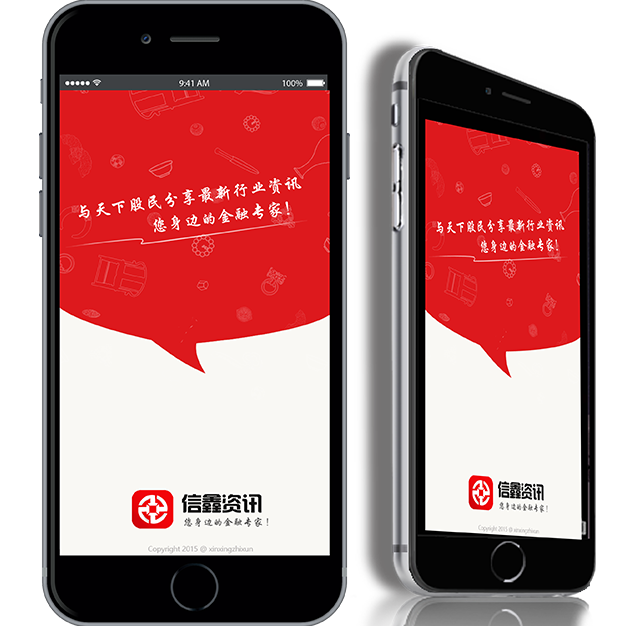 9:41 AM
100%
与天下股民分享最新行业资讯
您身边的金融专家！
信鑫资讯
您身边的金融专家！
Copyright 2015 @ xinxingzhixun
与天下股民分享最新行业资讯
您身边的金融专家！
信鑫资讯
您身边的金融专家！
Copyright 2015 @ xinxingzhixun